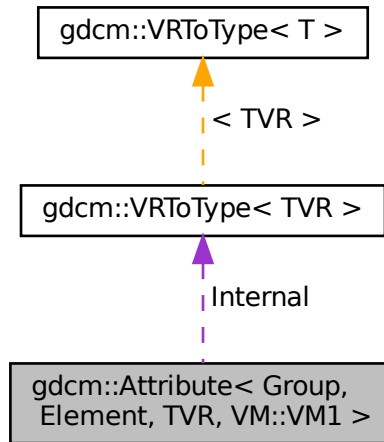 gdcm::VRToType< T >
< TVR >
gdcm::VRToType< TVR >
Internal
gdcm::Attribute< Group,
Element, TVR, VM::VM1 >